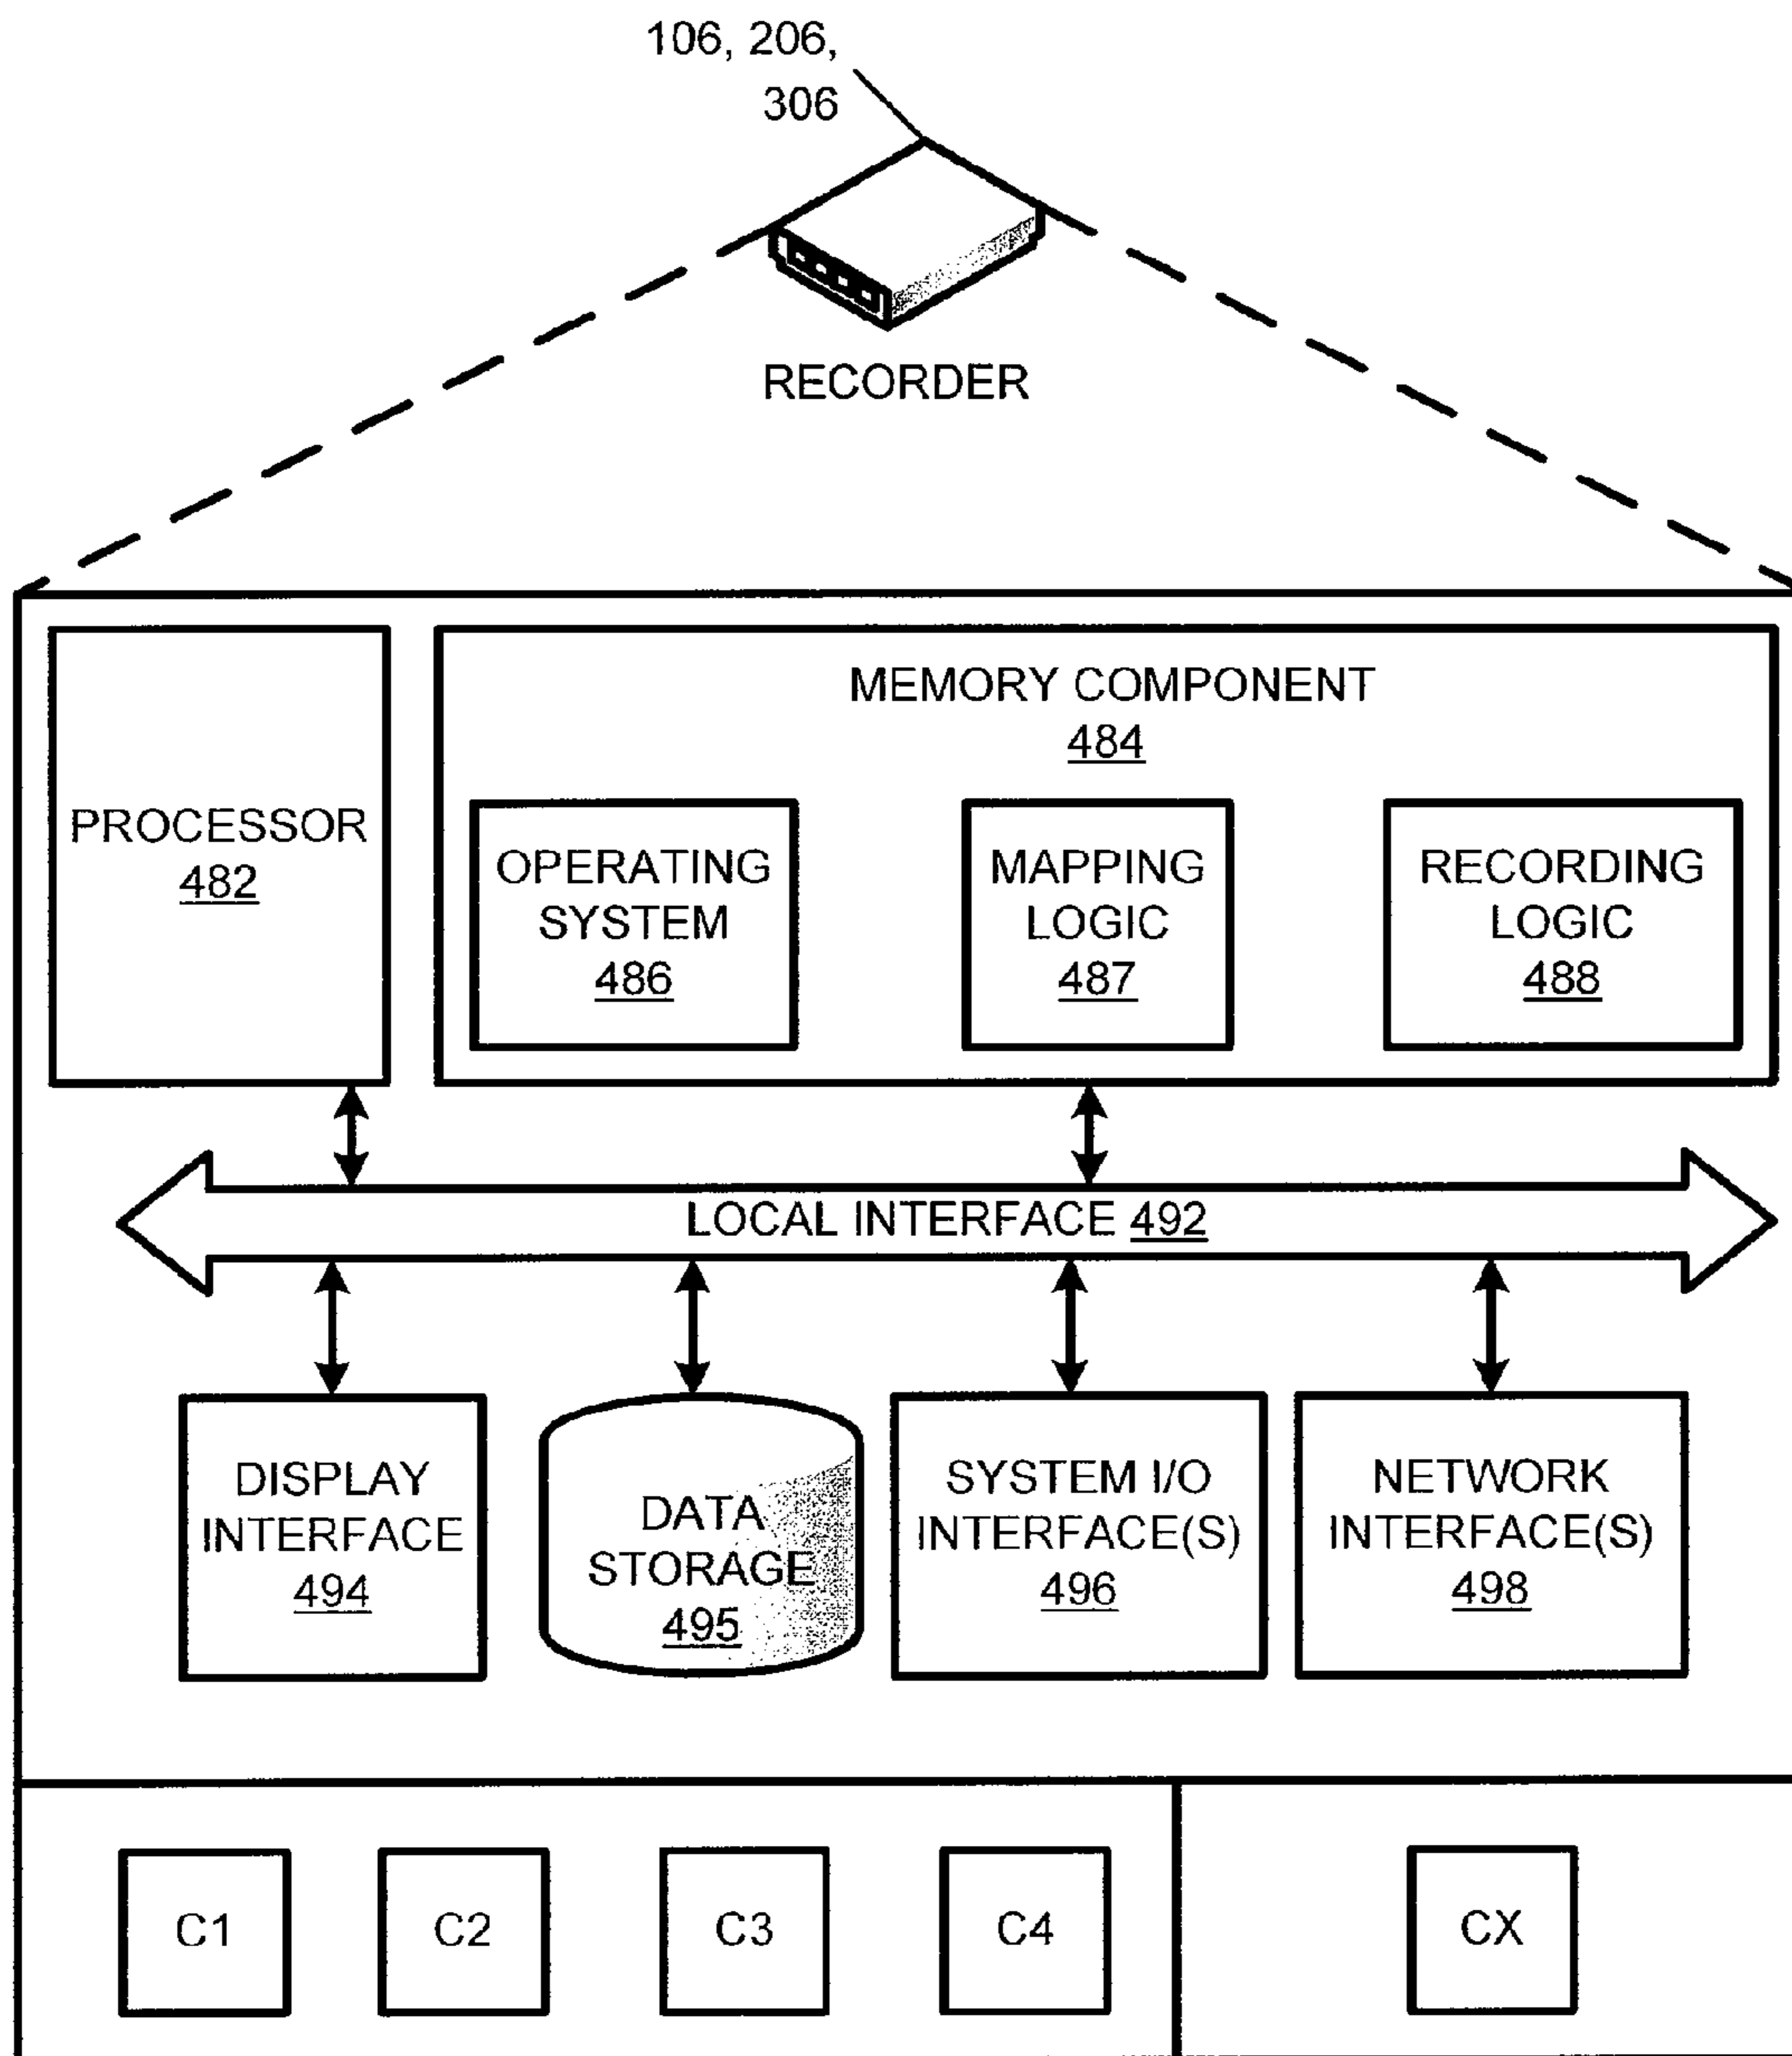 106, 206,
306
RECORDER
MEMORY COMPONENT
484
PROCESSOR
482
OPERATING
SYSTEM
486
MAPPING
LOGIC
487
RECORDING
LOGIC
488
LOCAL INTERFACE 492
DISPLAY
INTERFACE
494
DATA
STORAGE
495
SYSTEM I/O
INTERFACE(S)
496
NETWORK
INTERFACE(S)
498
C1
C2
C3
C4
CX